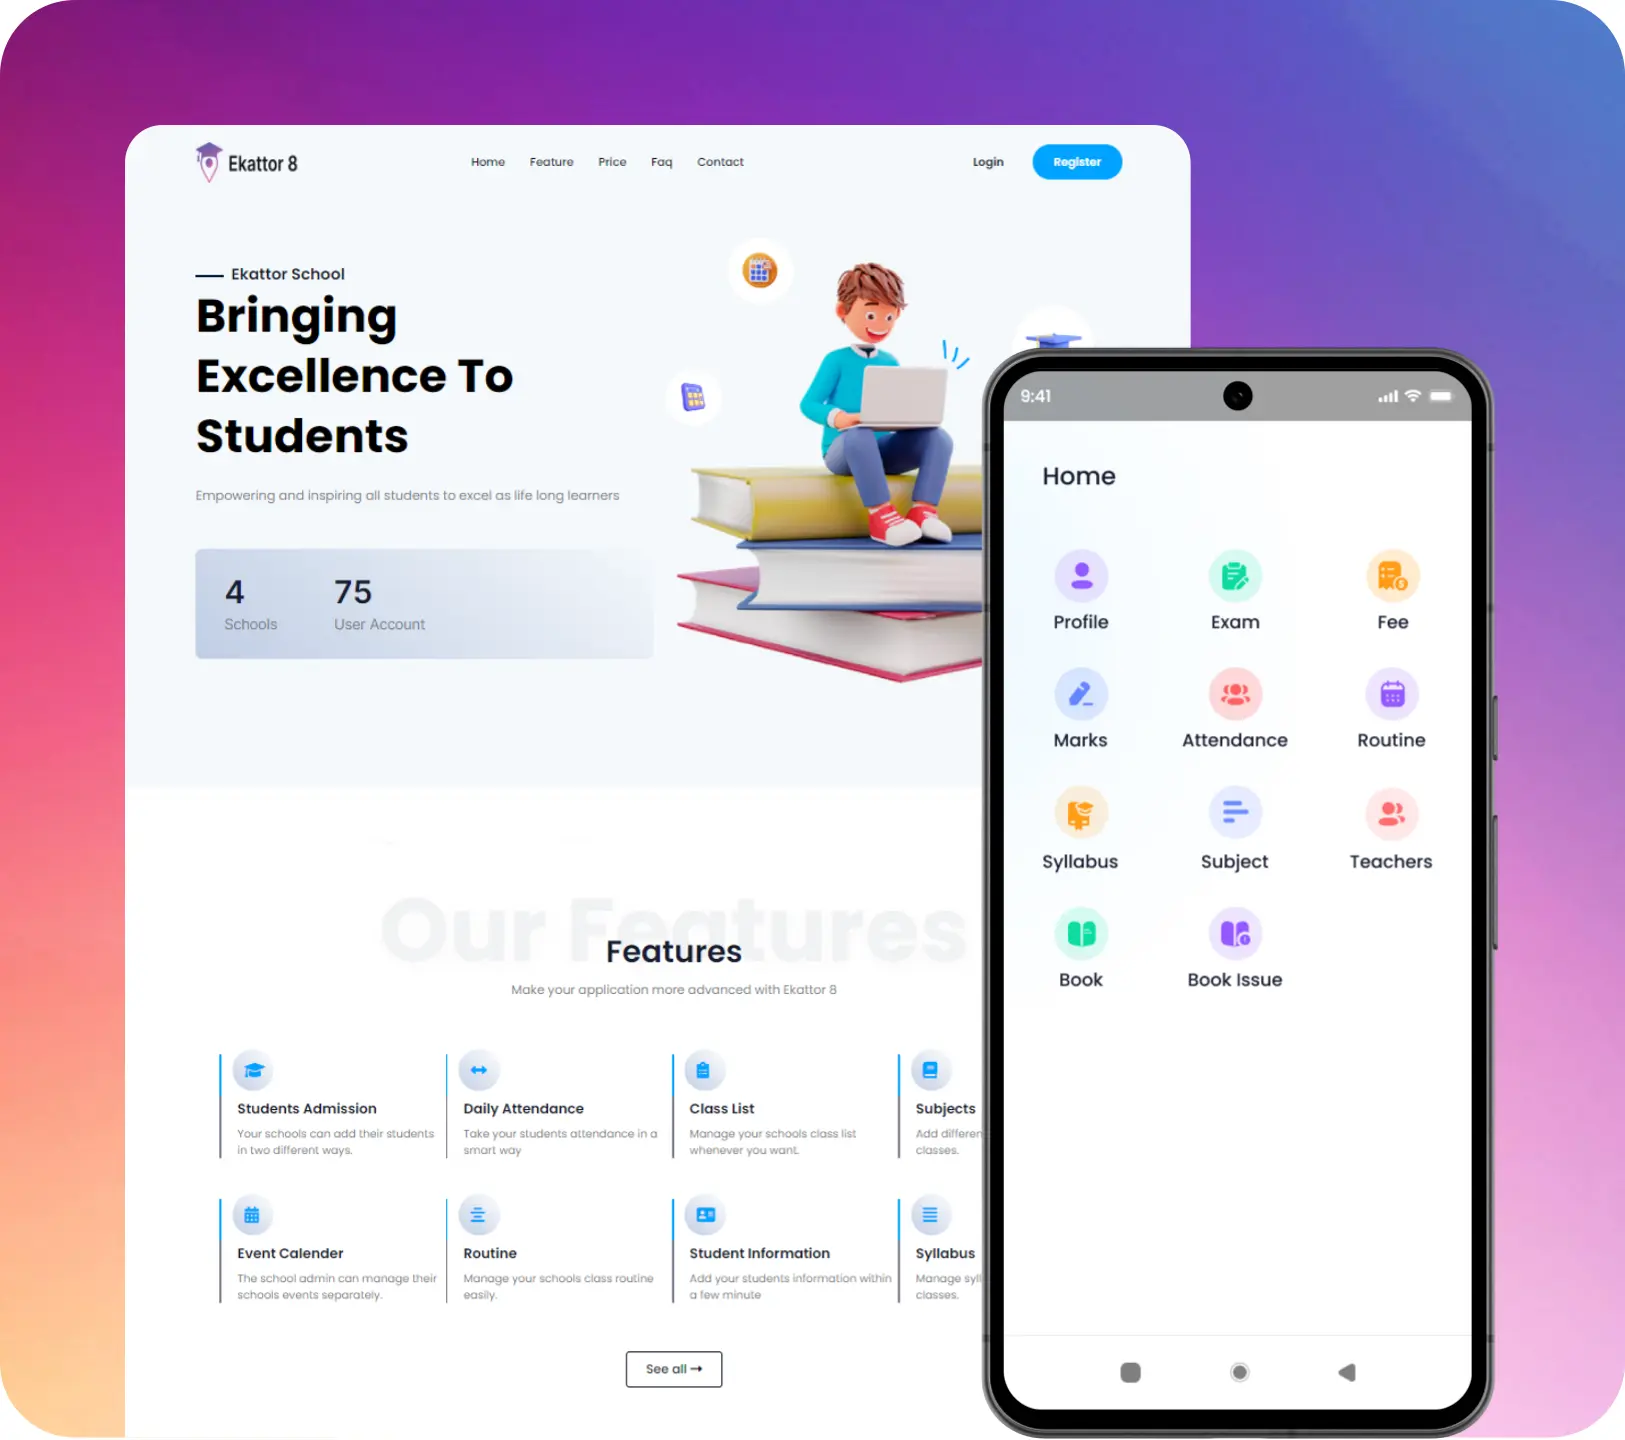 Ekattor 8
Home Feature Price Faq Contact
Login Register
Ekattor School
Bringing
Excellence To
Students
Empowering and inspiring all students to excel as life long learners
4 75
Schools User Account
Our Features
Features
Make your application more advanced with Ekattor 8
Students Admission
Your schools can add their students
in two different ways.
Daily Attendance
Take your students attendance in a
smart way
Class List
Manage your schools class list
whenever you want.
Subjects
Add differen
classes.
Event Calender
The school admin can manage their
schools events separately.
Routine
Manage your schools class routine
easily.
Student Information
Add your students information within
a few minute
Syllabus
Manage syll
classes.
See all
9:41
Home
Profile Exam Fee
Marks Attendance Routine
Syllabus Subject Teachers
Book Book Issue